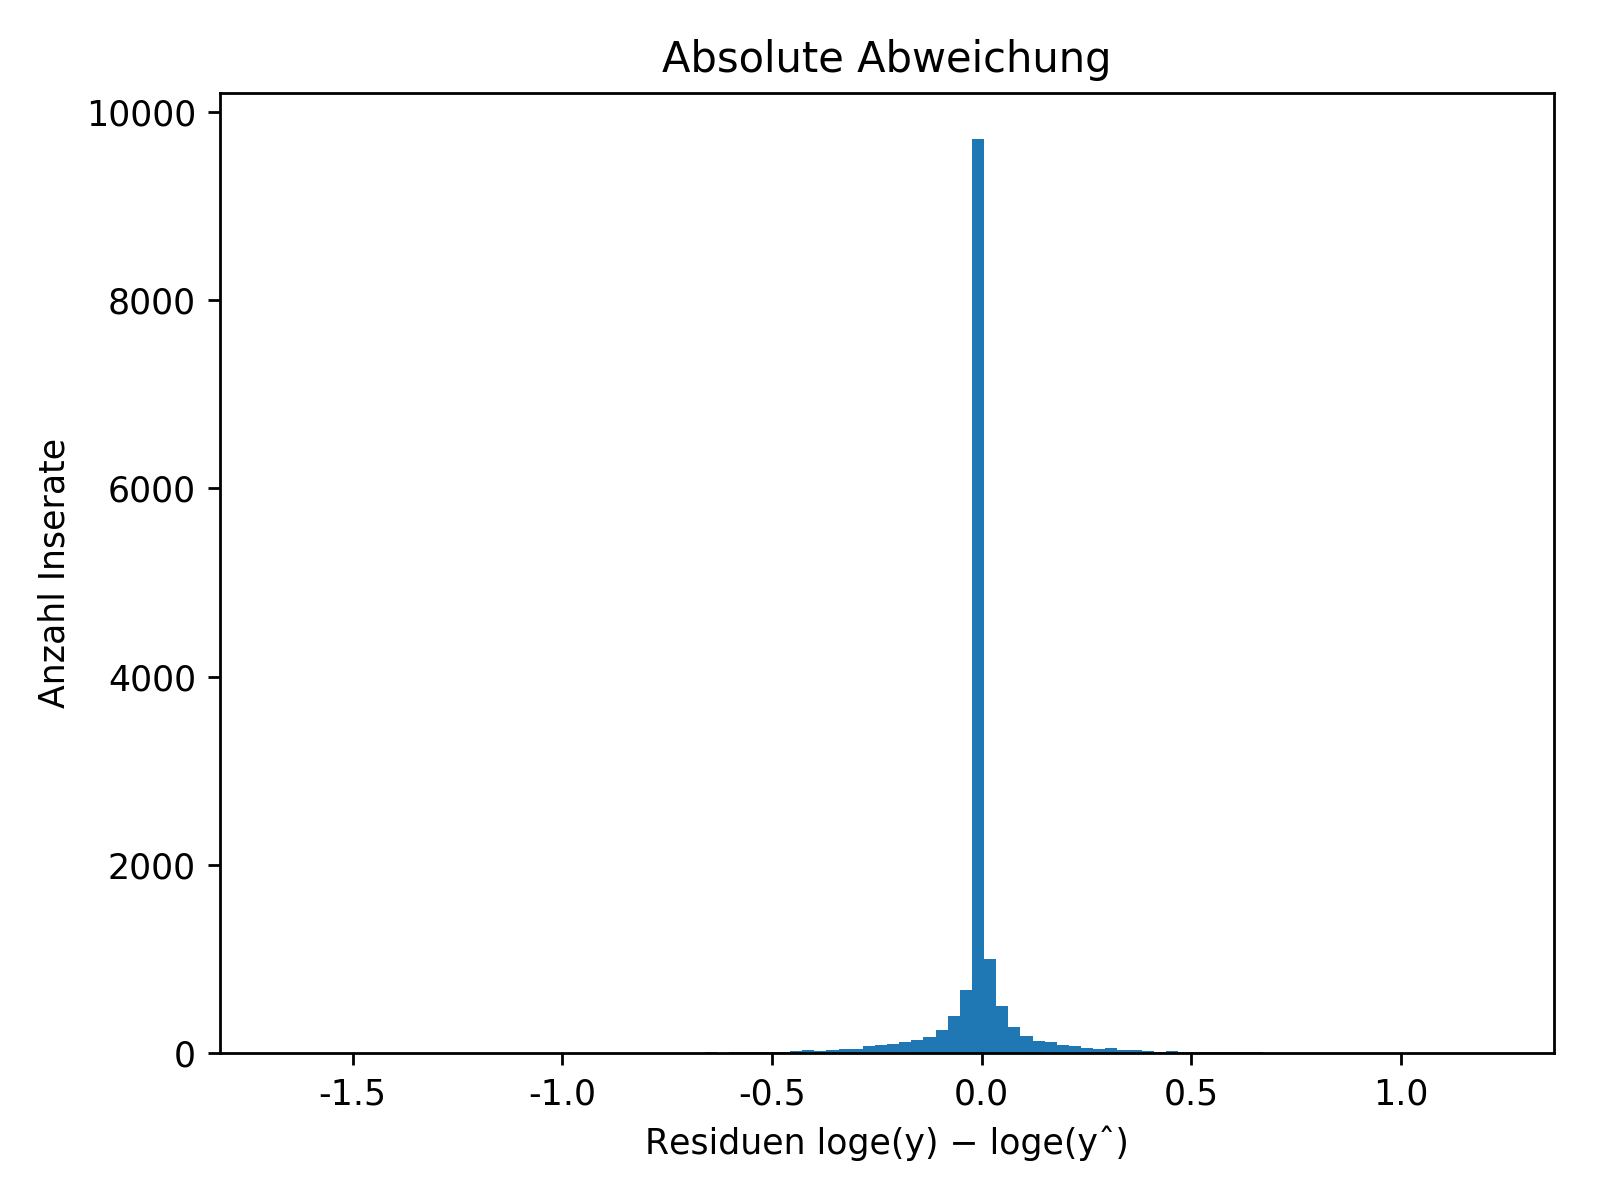 Absolute Abweichung
10000
8000
6000
4000
2000
0
Anzahl Inserate
-1.5 -1.0 -0.5 0.0 0.5 1.0
Residuen loge(y) − loge(yˆ)